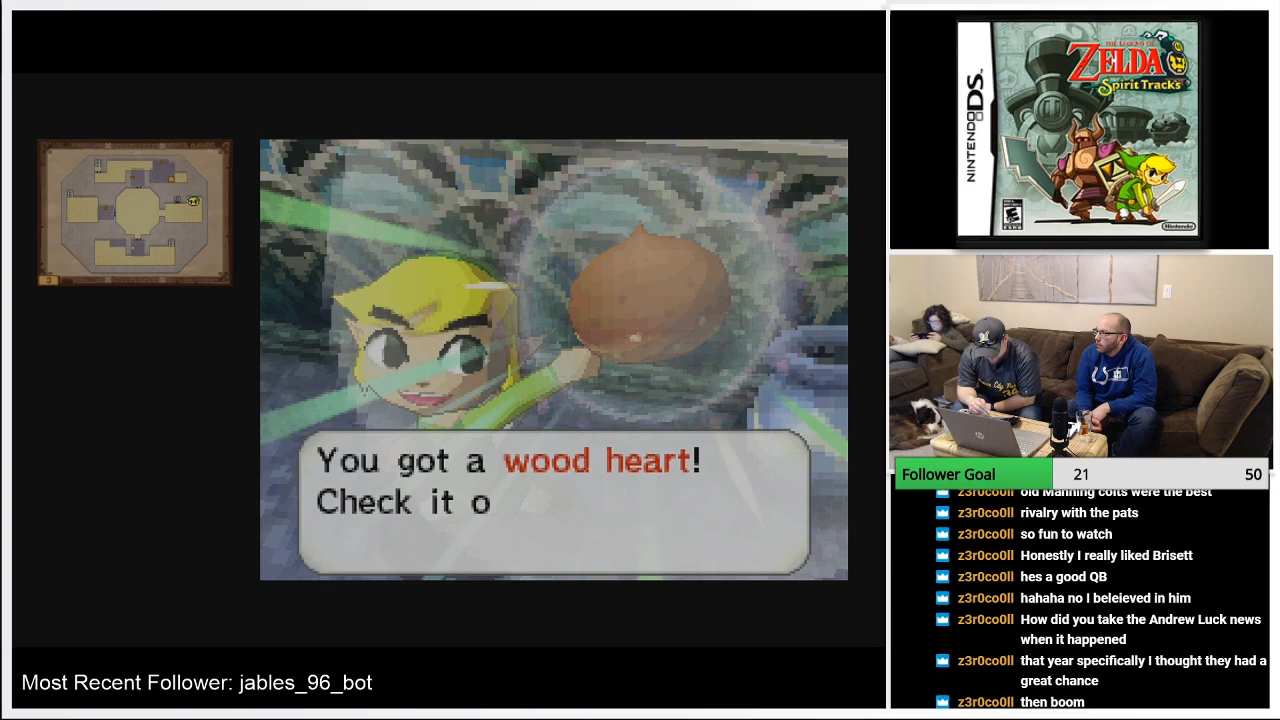 You got a wood heart!
Check it o
Most Recent Follower: jables_96_bot
NINTENDO DS
THE LEGEND OF
ZELDA
Spirit Tracks
E
Nintendo
Follower Goal
21
50
z3r0co0ll old Manning colts were the best
z3r0co0ll rivalry with the pats
z3r0co0ll so fun to watch
z3r0co0ll Honestly I really liked Brisett
z3r0co0ll hes a good QB
z3r0co0ll hahaha no I beleieved in him
z3r0co0ll How did you take the Andrew Luck news
when it happened
z3r0co0ll that year specifically I thought they had a
great chance
z3r0co0ll then boom